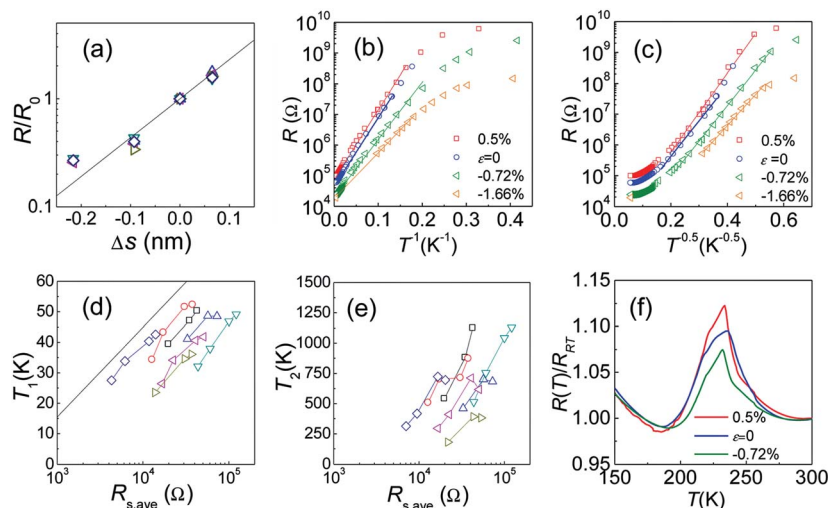 (a)
R/R0
1
0.1
-0.2 -0.1 0.0 0.1
Δs (nm)
(b)
R (Ω)
10^10
10^9
10^8
10^7
10^6
10^5
10^4
0.5%
ε=0
-0.72%
-1.66%
0.0 0.1 0.2 0.3 0.4
T^1(K^-1)
(c)
R (Ω)
10^10
10^9
10^8
10^7
10^6
10^5
10^4
0.5%
ε=0
-0.72%
-1.66%
0.0 0.2 0.4 0.6
T^0.5(K^-0.5)
(d)
T1(K)
60
50
40
30
20
10
0
10^3 10^4 10^5
Rs,ave (Ω)
(e)
T2(K)
1500
1250
1000
750
500
250
0
10^3 10^4 10^5
Rs,ave (Ω)
(f)
R(T)/RRT
1.15
1.10
1.05
1.00
0.95
0.5%
ε=0
-0.72%
150 200 250 300
T(K)